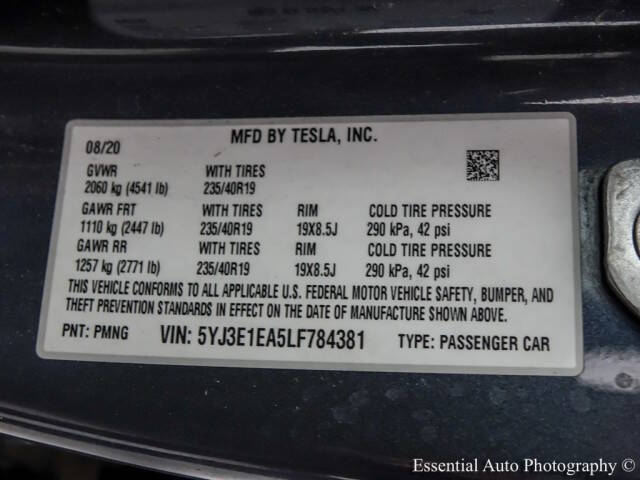 08/20 MFD BY TESLA, INC.
GVWR WITH TIRES
2060 kg (4541 lb) 235/40R19
GAWR FRT WITH TIRES RIM COLD TIRE PRESSURE
1110 kg (2447 lb) 235/40R19 19X8.5J 290 kPa, 42 psi
GAWR RR WITH TIRES RIM COLD TIRE PRESSURE
1257 kg (2771 lb) 235/40R19 19X8.5J 290 kPa, 42 psi
THIS VEHICLE CONFORMS TO ALL APPLICABLE U.S. FEDERAL MOTOR VEHICLE SAFETY, BUMPER, AND
THEFT PREVENTION STANDARDS IN EFFECT ON THE DATE OF MANUFACTURE SHOWN ABOVE.
PNT: PMNG VIN: 5YJ3E1EA5LF784381 TYPE: PASSENGER CAR
Essential Auto Photography ©